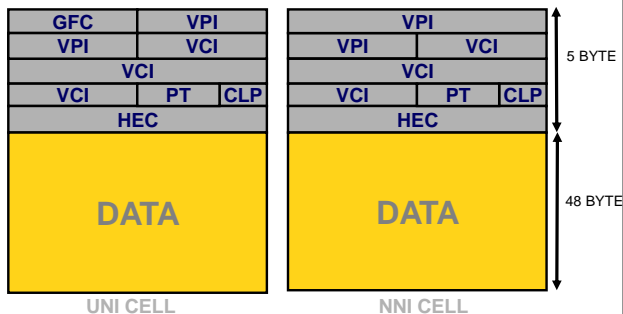 GFC VPI
VPI VCI
VCI
VCI PT CLP
HEC
DATA
UNI CELL
VPI
VPI VCI
VCI
VCI PT CLP
HEC
DATA
NNI CELL
5 BYTE
48 BYTE